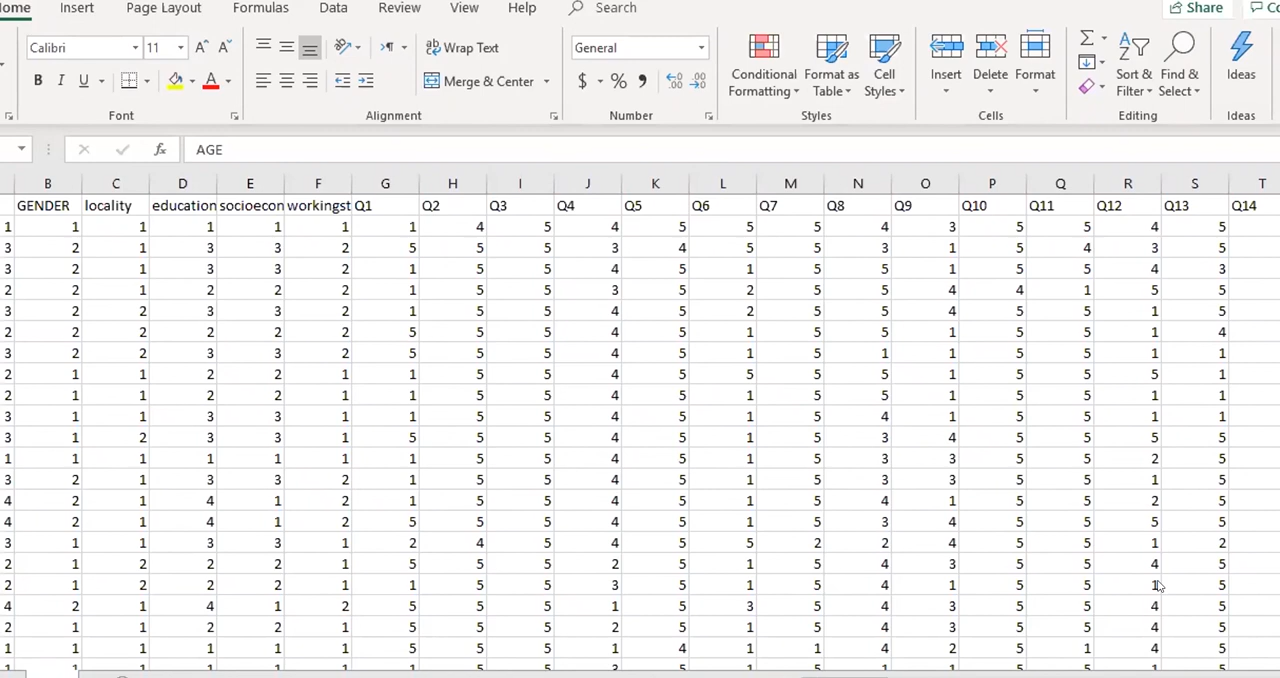 ome Insert Page Layout Formulas Data Review View Help Search Share Co
Calibri 11 A A Wrap Text General Conditional Format as Cell Insert Delete Format Sort & Find & Ideas
B I U A Merge & Center $ % Formatting Table Styles Filter Select
Font Alignment Number Styles Cells Editing Ideas
fx AGE
B C D E F G H I J K L M N O P Q R S T
GENDER locality education socioecon workingst Q1 Q2 Q3 Q4 Q5 Q6 Q7 Q8 Q9 Q10 Q11 Q12 Q13 Q14
1 1 1 1 1 1 1 4 5 4 5 5 5 4 3 5 5 4 5
3 2 1 3 3 2 5 5 5 3 4 5 5 3 1 5 4 3 5
3 2 1 3 3 2 1 5 5 4 5 1 5 5 1 5 5 4 3
2 2 1 2 2 2 1 5 5 3 5 2 5 5 4 4 1 5 5
3 2 2 3 3 2 1 5 5 4 5 2 5 5 4 5 5 1 5
2 2 2 2 2 2 5 5 5 4 5 1 5 5 1 5 5 1 4
3 2 2 3 3 2 5 5 5 4 5 1 5 1 1 5 5 1 1
2 1 1 2 2 1 1 5 5 4 5 5 5 5 1 5 5 5 1
2 1 1 2 2 1 5 5 5 4 5 1 5 5 1 5 5 1 1
3 1 1 3 3 1 1 5 5 4 5 1 5 4 1 5 5 1 1
3 1 2 3 3 1 5 5 5 4 5 1 5 3 4 5 5 5 5
1 1 1 1 1 1 1 5 5 4 5 1 5 3 3 5 5 2 5
3 2 1 3 3 2 1 5 5 4 5 1 5 3 3 5 5 1 5
4 2 1 4 1 2 1 5 5 4 5 1 5 4 1 5 5 2 5
4 2 1 4 1 2 5 5 5 4 5 1 5 3 4 5 5 5 5
3 1 1 3 3 1 2 4 5 4 5 5 2 2 4 5 5 1 2
2 1 2 2 2 1 5 5 5 2 5 1 5 4 3 5 5 4 5
2 1 2 2 2 1 1 5 5 3 5 1 5 4 1 5 5 1 5
4 2 1 4 1 2 5 5 5 1 5 3 5 4 3 5 5 4 5
2 1 1 2 2 1 5 5 5 2 5 1 5 4 3 5 5 4 5
1 1 1 1 1 1 5 5 5 1 4 1 1 4 2 5 1 4 5